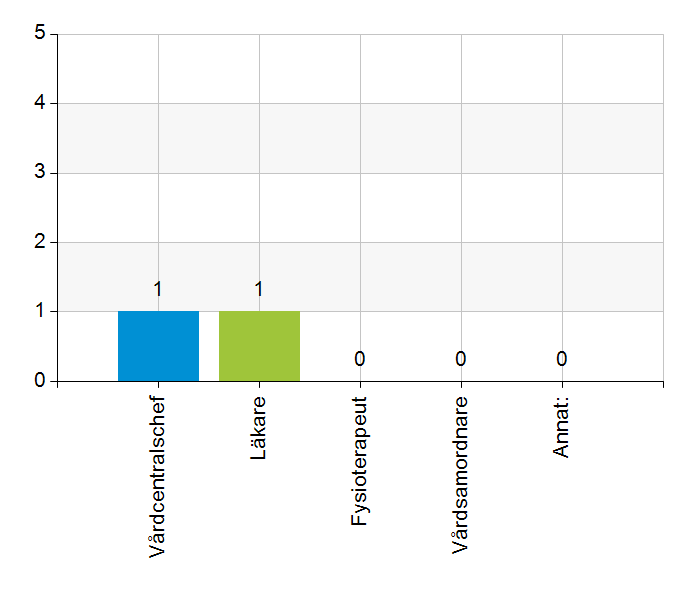 5
4
3
2
1
0
1
1
0
0
0
Vårdcentralschef
Läkare
Fysioterapeut
Vårdsamordnare
Annat: